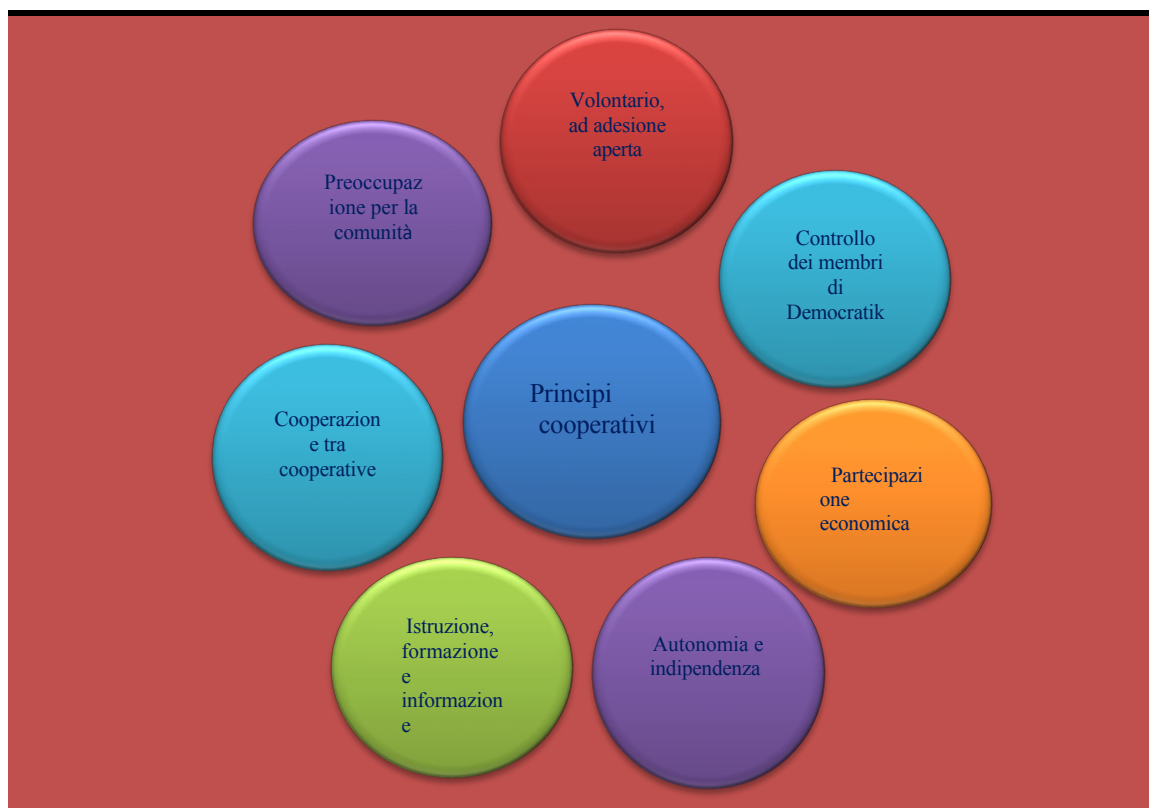 Volontario,
ad adesione
aperta
Preoccupaz
ione per la
comunità
Controllo
dei membri
di
Democratik
Principi
cooperativi
Cooperazion
e tra
cooperative
Partecipazi
one
economica
Istruzione,
formazione
e
informazion
e
Autonomia e
indipendenza